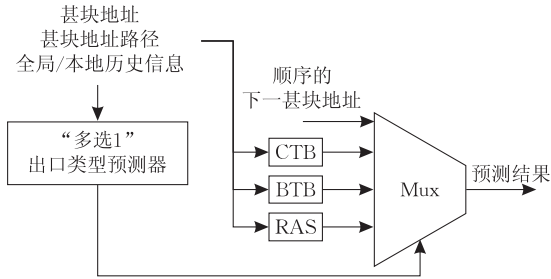 甚块地址
甚块地址路径
全局/本地历史信息
“多选1”
出口类型预测器
顺序的
下一甚块地址
CTB
BTB
RAS
Mux
预测结果